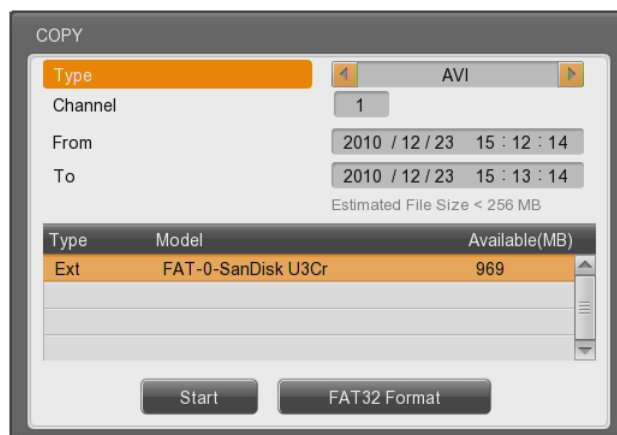 COPY
Type AVI
Channel 1
From 2010 / 12 / 23 15 : 12 : 14
To 2010 / 12 / 23 15 : 13 : 14
Estimated File Size < 256 MB
Type Model Available(MB)
Ext FAT-0-SanDisk U3Cr 969
Start FAT32 Format